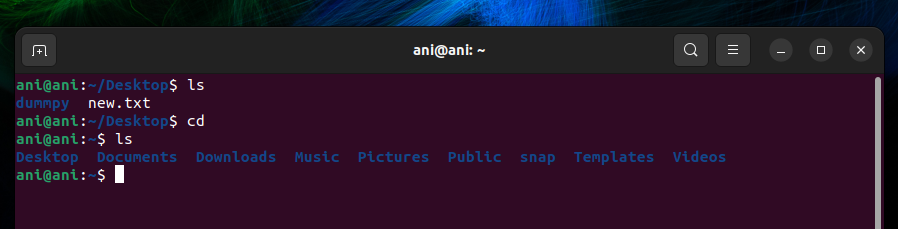 ani@ani: ~
ani@ani:~/Desktop$ ls
dummpy  new.txt
ani@ani:~/Desktop$ cd
ani@ani:~$ ls
Desktop  Documents  Downloads  Music  Pictures  Public  snap  Templates  Videos
ani@ani:~$